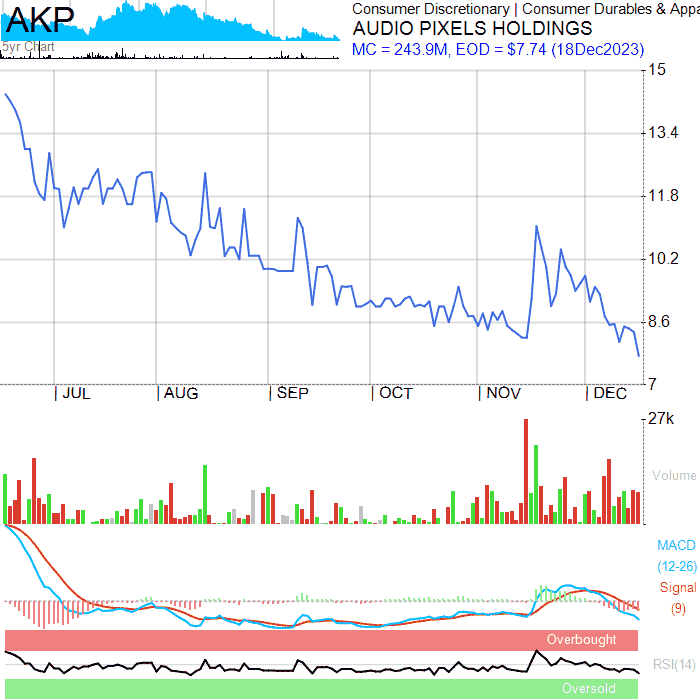 AKP
5yr Chart
Consumer Discretionary | Consumer Durables & Appa
AUDIO PIXELS HOLDINGS
MC = 243.9M, EOD = $7.74 (18Dec2023)
15
13.4
11.8
10.2
8.6
7
JUL AUG SEP OCT NOV DEC
27k
Volume
MACD
(12-26)
Signal
(9)
Overbought
RSI(14)
Oversold